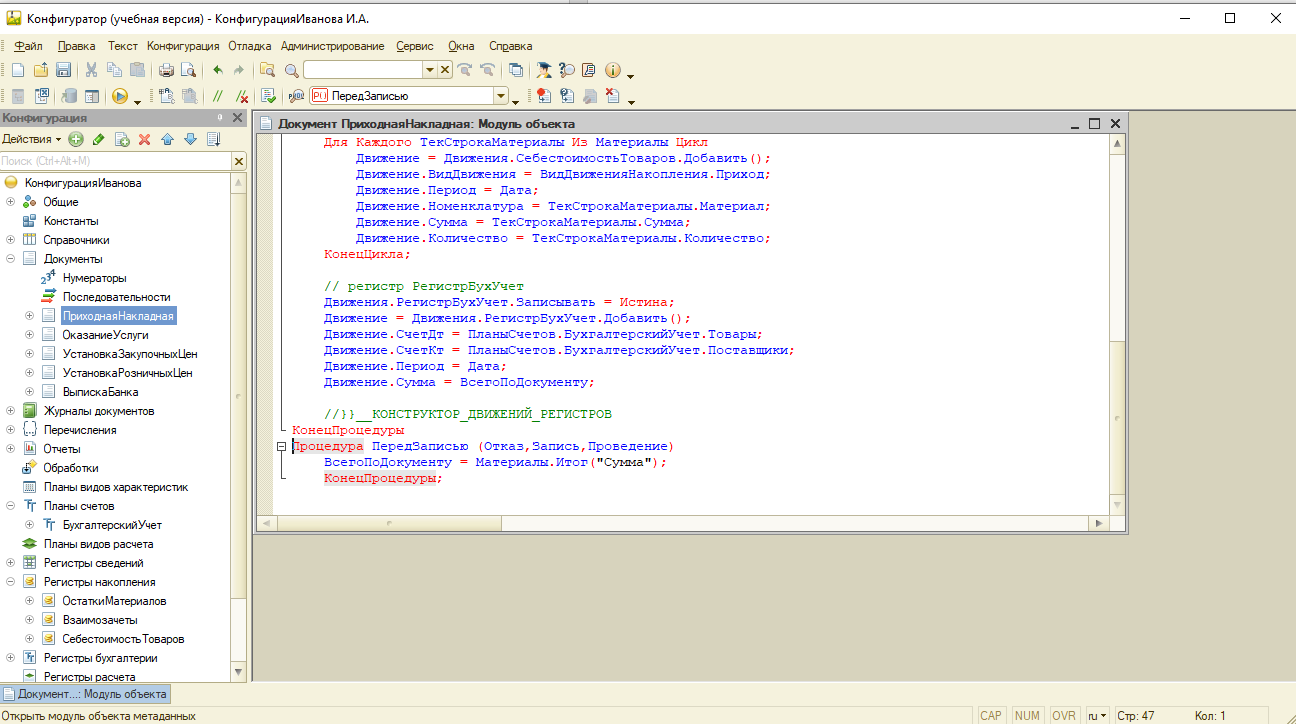 Конфигуратор (учебная версия) - КонфигурацияИванова И.А.
Файл Правка Текст Конфигурация Отладка Администрирование Сервис Окна Справка
ПередЗаписью
Конфигурация
Действия
Поиск (Ctrl+Alt+M)
КонфигурацияИванова
Общие
Константы
Справочники
Документы
Нумераторы
Последовательности
ПриходнаяНакладная
ОказаниеУслуги
УстановкаЗакупочныхЦен
УстановкаРозничныхЦен
ВыпискаБанка
Журналы документов
Перечисления
Отчеты
Обработки
Планы видов характеристик
Планы счетов
БухгалтерскийУчет
Планы видов расчета
Регистры сведений
Регистры накопления
ОстаткиМатериалов
Взаимозачеты
СебестоимостьТоваров
Регистры бухгалтерии
Регистры расчета
Документ ПриходнаяНакладная: Модуль объекта
Для Каждого ТекСтрокаМатериалы Из Материалы Цикл
Движение = Движения.СебестоимостьТоваров.Добавить();
Движение.ВидДвижения = ВидДвиженияНакопления.Приход;
Движение.Период = Дата;
Движение.Номенклатура = ТекСтрокаМатериалы.Материал;
Движение.Сумма = ТекСтрокаМатериалы.Сумма;
Движение.Количество = ТекСтрокаМатериалы.Количество;
КонецЦикла;
// регистр РегистрБухУчет
Движения.РегистрБухУчет.Записывать = Истина;
Движение = Движения.РегистрБухУчет.Добавить();
Движение.СчетДт = ПланыСчетов.БухгалтерскийУчет.Товары;
Движение.СчетКт = ПланыСчетов.БухгалтерскийУчет.Поставщики;
Движение.Период = Дата;
Движение.Сумма = ВсегоПоДокументу;
//}}__КОНСТРУКТОР_ДВИЖЕНИЙ_РЕГИСТРОВ
КонецПроцедуры
Процедура ПередЗаписью (Отказ,Запись,Проведение)
ВсегоПоДокументу = Материалы.Итог("Сумма");
КонецПроцедуры;
Документ...: Модуль объекта
Открыть модуль объекта метаданных
CAP NUM OVR ru Стр: 47 Кол: 1